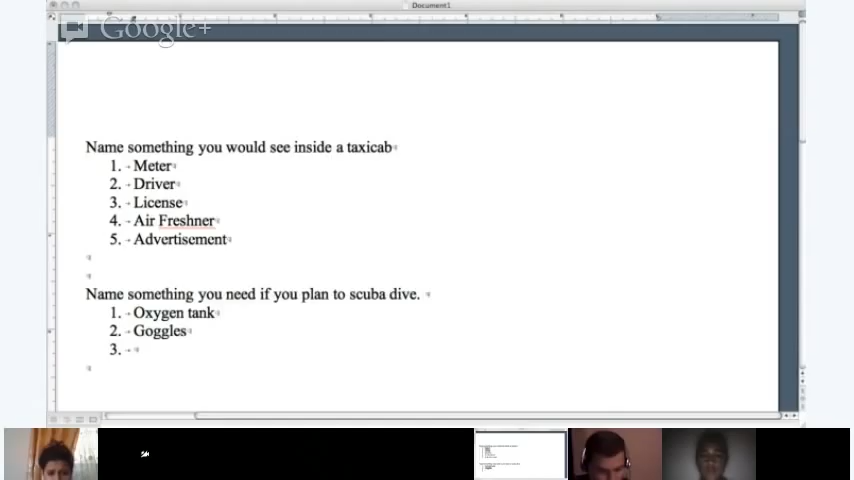 Document1
Google+
Name something you would see inside a taxicab
1. Meter
2. Driver
3. License
4. Air Freshner
5. Advertisement
Name something you need if you plan to scuba dive.
1. Oxygen tank
2. Goggles
3.